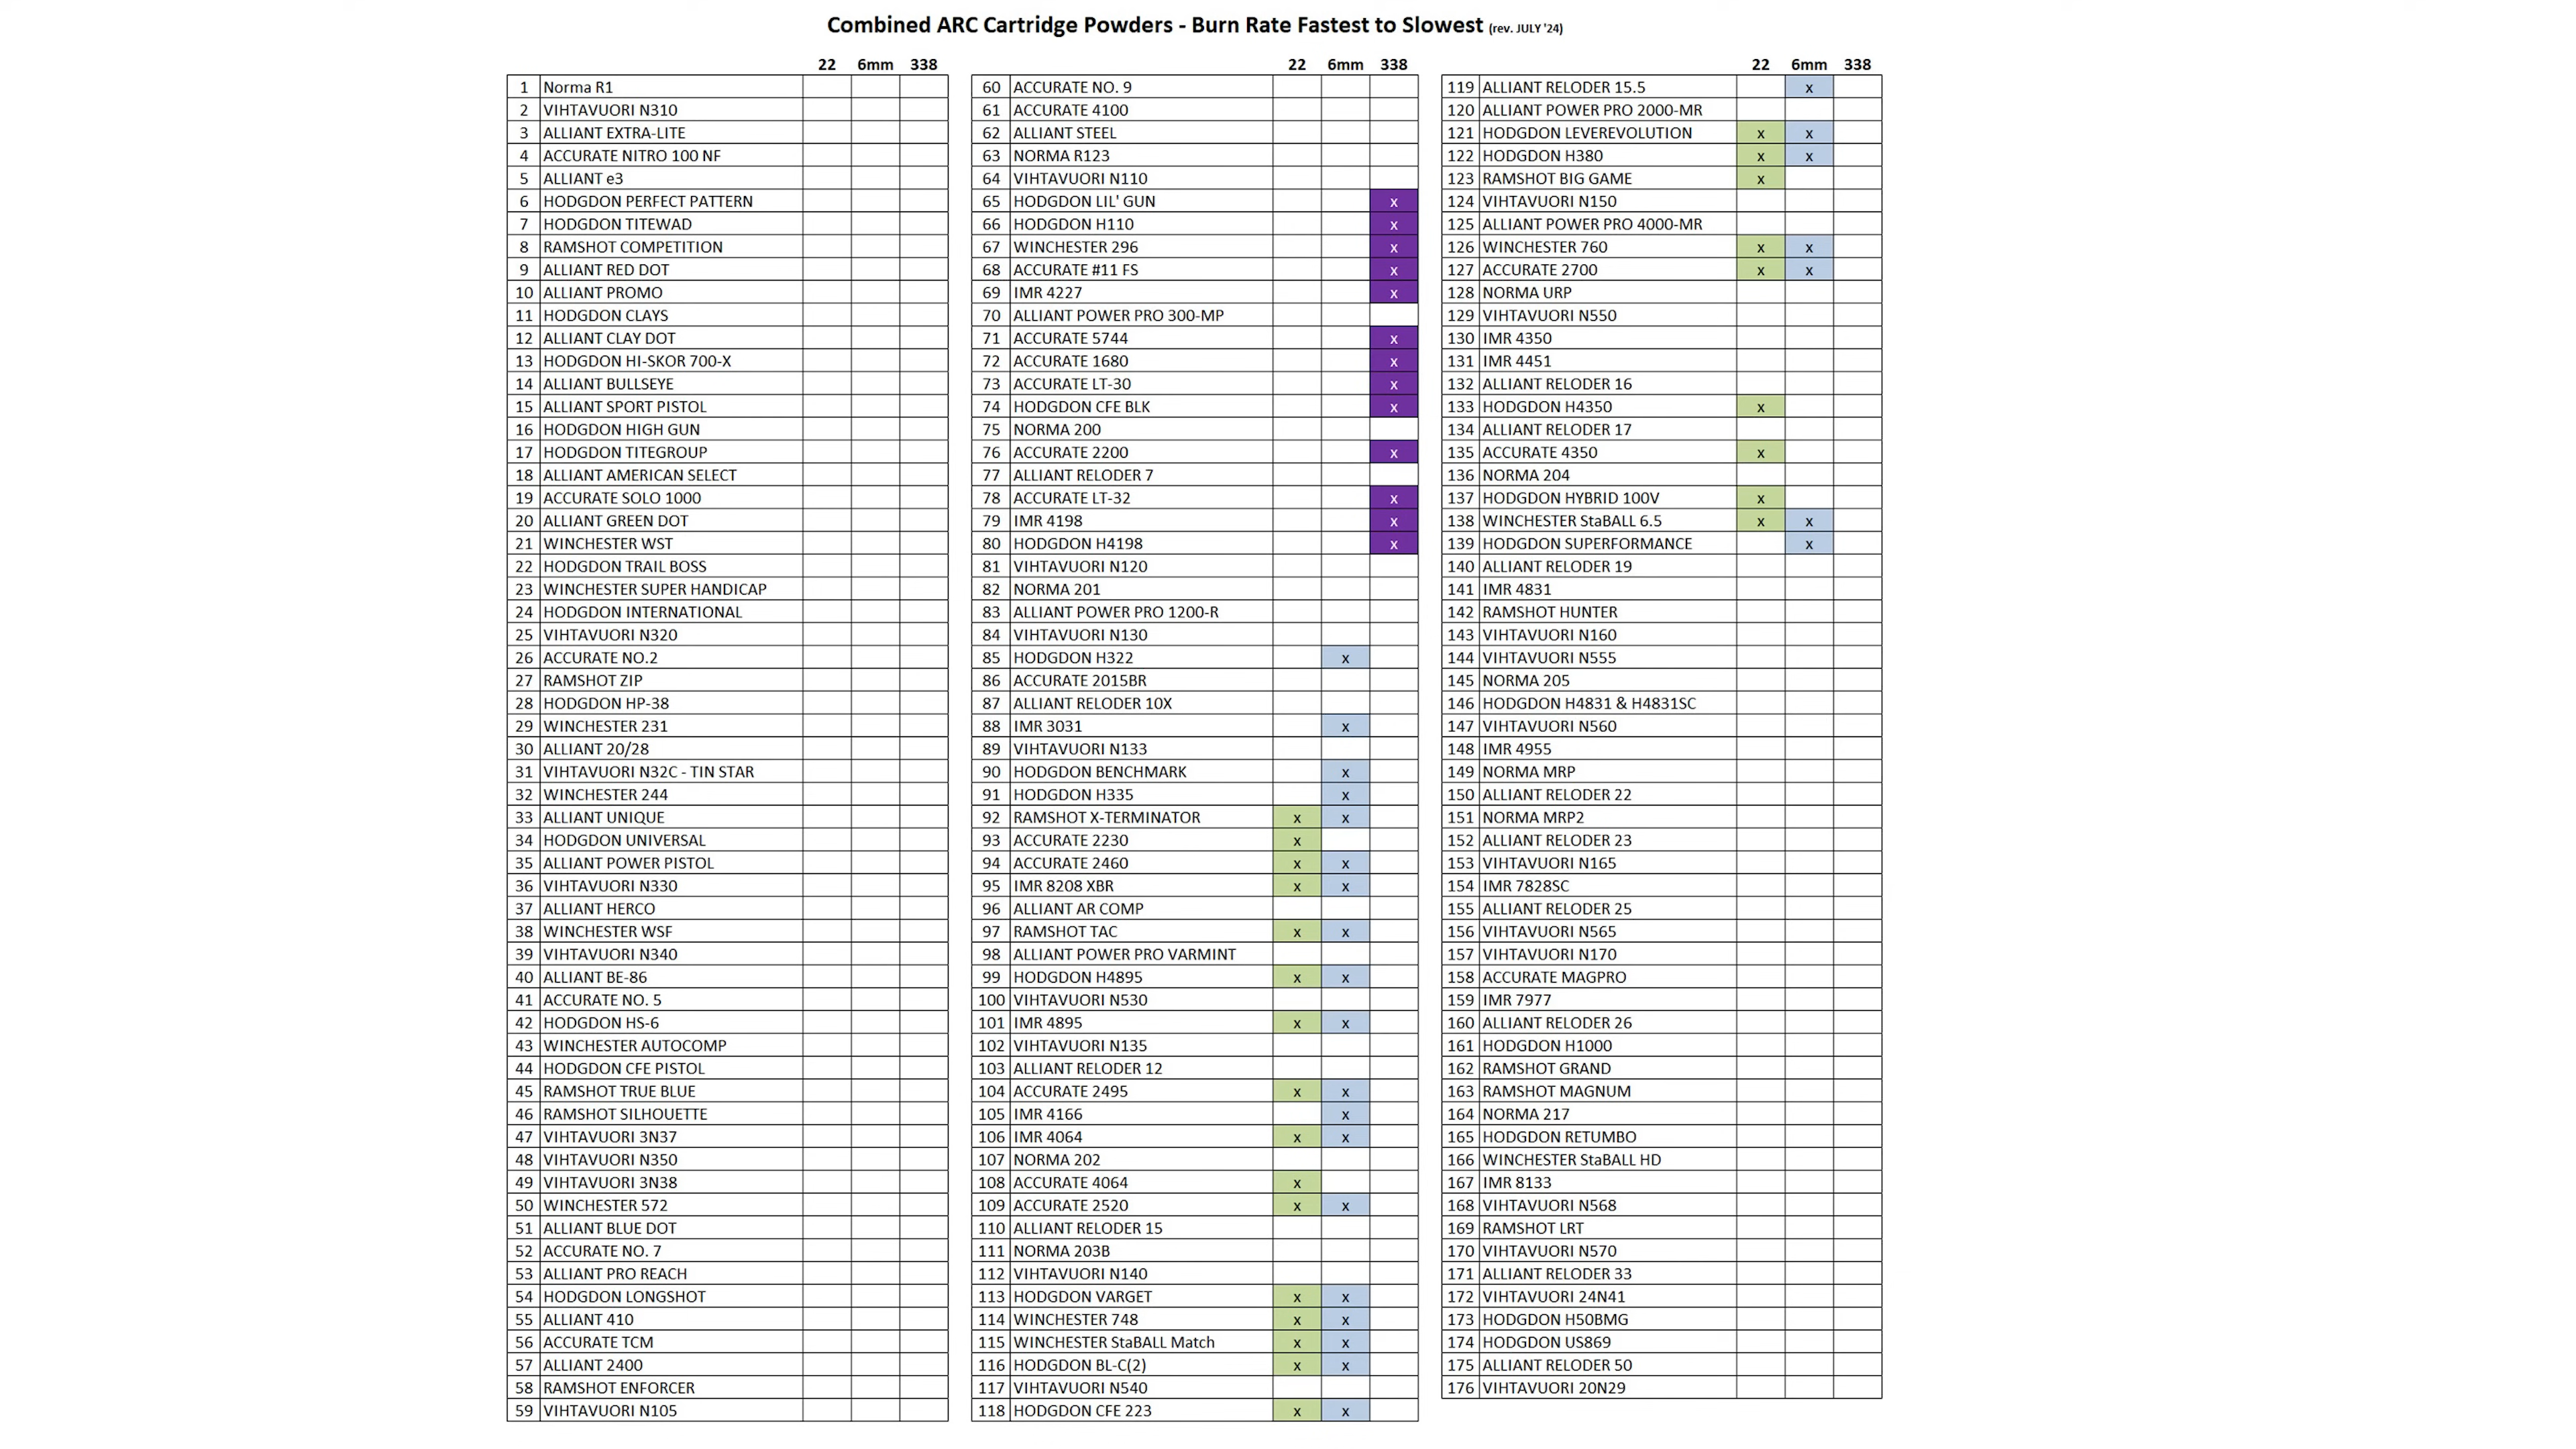 Combined ARC Cartridge Powders - Burn Rate Fastest to Slowest (rev. JULY '24)
22 6mm 338
1 Norma R1
2 VIHTAVUORI N310
3 ALLIANT EXTRA-LITE
4 ACCURATE NITRO 100 NF
5 ALLIANT e3
6 HODGDON PERFECT PATTERN
7 HODGDON TITEWAD
8 RAMSHOT COMPETITION
9 ALLIANT RED DOT
10 ALLIANT PROMO
11 HODGDON CLAYS
12 ALLIANT CLAY DOT
13 HODGDON HI-SKOR 700-X
14 ALLIANT BULLSEYE
15 ALLIANT SPORT PISTOL
16 HODGDON HIGH GUN
17 HODGDON TITEGROUP
18 ALLIANT AMERICAN SELECT
19 ACCURATE SOLO 1000
20 ALLIANT GREEN DOT
21 WINCHESTER WST
22 HODGDON TRAIL BOSS
23 WINCHESTER SUPER HANDICAP
24 HODGDON INTERNATIONAL
25 VIHTAVUORI N320
26 ACCURATE NO.2
27 RAMSHOT ZIP
28 HODGDON HP-38
29 WINCHESTER 231
30 ALLIANT 20/28
31 VIHTAVUORI N32C - TIN STAR
32 WINCHESTER 244
33 ALLIANT UNIQUE
34 HODGDON UNIVERSAL
35 ALLIANT POWER PISTOL
36 VIHTAVUORI N330
37 ALLIANT HERCO
38 WINCHESTER WSF
39 VIHTAVUORI N340
40 ALLIANT BE-86
41 ACCURATE NO. 5
42 HODGDON HS-6
43 WINCHESTER AUTOCOMP
44 HODGDON CFE PISTOL
45 RAMSHOT TRUE BLUE
46 RAMSHOT SILHOUETTE
47 VIHTAVUORI 3N37
48 VIHTAVUORI N350
49 VIHTAVUORI 3N38
50 WINCHESTER 572
51 ALLIANT BLUE DOT
52 ACCURATE NO. 7
53 ALLIANT PRO REACH
54 HODGDON LONGSHOT
55 ALLIANT 410
56 ACCURATE TCM
57 ALLIANT 2400
58 RAMSHOT ENFORCER
59 VIHTAVUORI N105
22 6mm 338
60 ACCURATE NO. 9
61 ACCURATE 4100
62 ALLIANT STEEL
63 NORMA R123
64 VIHTAVUORI N110
65 HODGDON LIL' GUN x
66 HODGDON H110 x
67 WINCHESTER 296 x
68 ACCURATE #11 FS x
69 IMR 4227 x
70 ALLIANT POWER PRO 300-MP
71 ACCURATE 5744 x
72 ACCURATE 1680 x
73 ACCURATE LT-30 x
74 HODGDON CFE BLK x
75 NORMA 200
76 ACCURATE 2200 x
77 ALLIANT RELODER 7
78 ACCURATE LT-32 x
79 IMR 4198 x
80 HODGDON H4198 x
81 VIHTAVUORI N120
82 NORMA 201
83 ALLIANT POWER PRO 1200-R
84 VIHTAVUORI N130
85 HODGDON H322 x
86 ACCURATE 2015BR
87 ALLIANT RELODER 10X
88 IMR 3031 x
89 VIHTAVUORI N133
90 HODGDON BENCHMARK x
91 HODGDON H335 x
92 RAMSHOT X-TERMINATOR x x
93 ACCURATE 2230 x
94 ACCURATE 2460 x x
95 IMR 8208 XBR x x
96 ALLIANT AR COMP
97 RAMSHOT TAC x x
98 ALLIANT POWER PRO VARMINT
99 HODGDON H4895 x x
100 VIHTAVUORI N530
101 IMR 4895 x x
102 VIHTAVUORI N135
103 ALLIANT RELODER 12
104 ACCURATE 2495 x x
105 IMR 4166 x
106 IMR 4064 x x
107 NORMA 202
108 ACCURATE 4064 x
109 ACCURATE 2520 x x
110 ALLIANT RELODER 15
111 NORMA 203B
112 VIHTAVUORI N140
113 HODGDON VARGET x x
114 WINCHESTER 748 x x
115 WINCHESTER StaBALL Match x x
116 HODGDON BL-C(2) x x
117 VIHTAVUORI N540
118 HODGDON CFE 223 x x
22 6mm 338
119 ALLIANT RELODER 15.5 x
120 ALLIANT POWER PRO 2000-MR
121 HODGDON LEVEREVOLUTION x x
122 HODGDON H380 x x
123 RAMSHOT BIG GAME x
124 VIHTAVUORI N150
125 ALLIANT POWER PRO 4000-MR
126 WINCHESTER 760 x x
127 ACCURATE 2700 x x
128 NORMA URP
129 VIHTAVUORI N550
130 IMR 4350
131 IMR 4451
132 ALLIANT RELODER 16
133 HODGDON H4350 x
134 ALLIANT RELODER 17
135 ACCURATE 4350 x
136 NORMA 204
137 HODGDON HYBRID 100V x
138 WINCHESTER StaBALL 6.5 x x
139 HODGDON SUPERFORMANCE x
140 ALLIANT RELODER 19
141 IMR 4831
142 RAMSHOT HUNTER
143 VIHTAVUORI N160
144 VIHTAVUORI N555
145 NORMA 205
146 HODGDON H4831 & H4831SC
147 VIHTAVUORI N560
148 IMR 4955
149 NORMA MRP
150 ALLIANT RELODER 22
151 NORMA MRP2
152 ALLIANT RELODER 23
153 VIHTAVUORI N165
154 IMR 7828SC
155 ALLIANT RELODER 25
156 VIHTAVUORI N565
157 VIHTAVUORI N170
158 ACCURATE MAGPRO
159 IMR 7977
160 ALLIANT RELODER 26
161 HODGDON H1000
162 RAMSHOT GRAND
163 RAMSHOT MAGNUM
164 NORMA 217
165 HODGDON RETUMBO
166 WINCHESTER StaBALL HD
167 IMR 8133
168 VIHTAVUORI N568
169 RAMSHOT LRT
170 VIHTAVUORI N570
171 ALLIANT RELODER 33
172 VIHTAVUORI 24N41
173 HODGDON H50BMG
174 HODGDON US869
175 ALLIANT RELODER 50
176 VIHTAVUORI 20N29